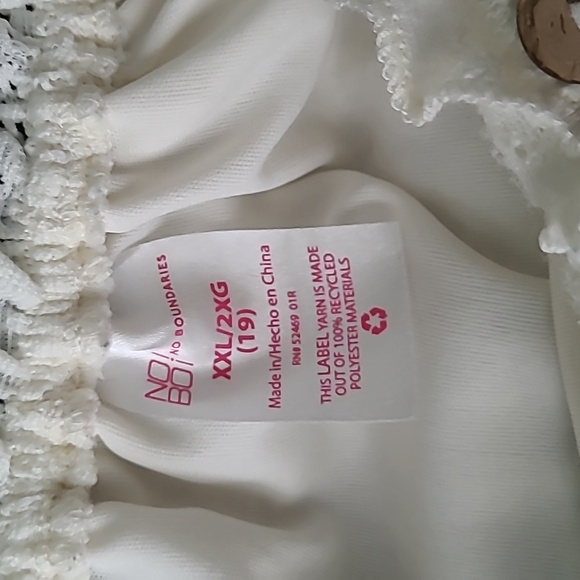 NO!
BO!
NO BOUNDARIES
XXL/2XG
(19)
Made In/Hecho en China
RN# 52469 01R
THIS LABEL YARN IS MADE
OUT OF 100% RECYCLED
POLYESTER MATERIALS